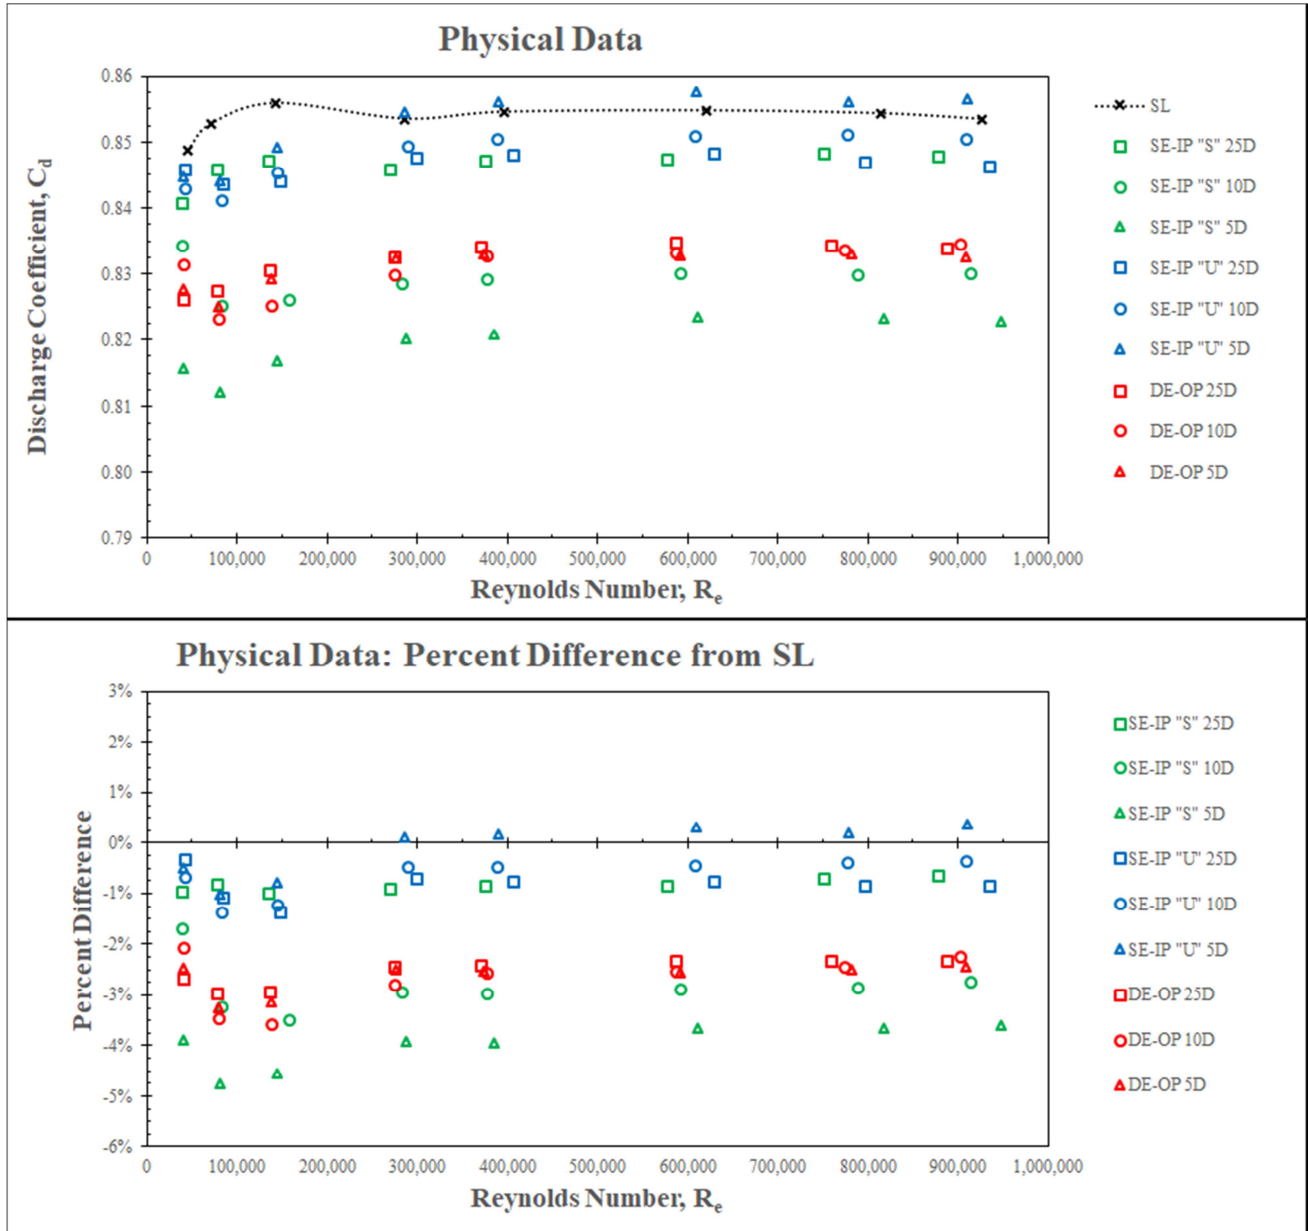 Physical Data
0.86
0.85
0.84
0.83
0.82
0.81
0.80
0.79
Discharge Coefficient, Cd
0 100,000 200,000 300,000 400,000 500,000 600,000 700,000 800,000 900,000 1,000,000
Reynolds Number, Re
SL
SE-IP "S" 25D
SE-IP "S" 10D
SE-IP "S" 5D
SE-IP "U" 25D
SE-IP "U" 10D
SE-IP "U" 5D
DE-OP 25D
DE-OP 10D
DE-OP 5D
Physical Data: Percent Difference from SL
3%
2%
1%
0%
-1%
-2%
-3%
-4%
-5%
-6%
Percent Difference
0 100,000 200,000 300,000 400,000 500,000 600,000 700,000 800,000 900,000 1,000,000
Reynolds Number, Re
SE-IP "S" 25D
SE-IP "S" 10D
SE-IP "S" 5D
SE-IP "U" 25D
SE-IP "U" 10D
SE-IP "U" 5D
DE-OP 25D
DE-OP 10D
DE-OP 5D